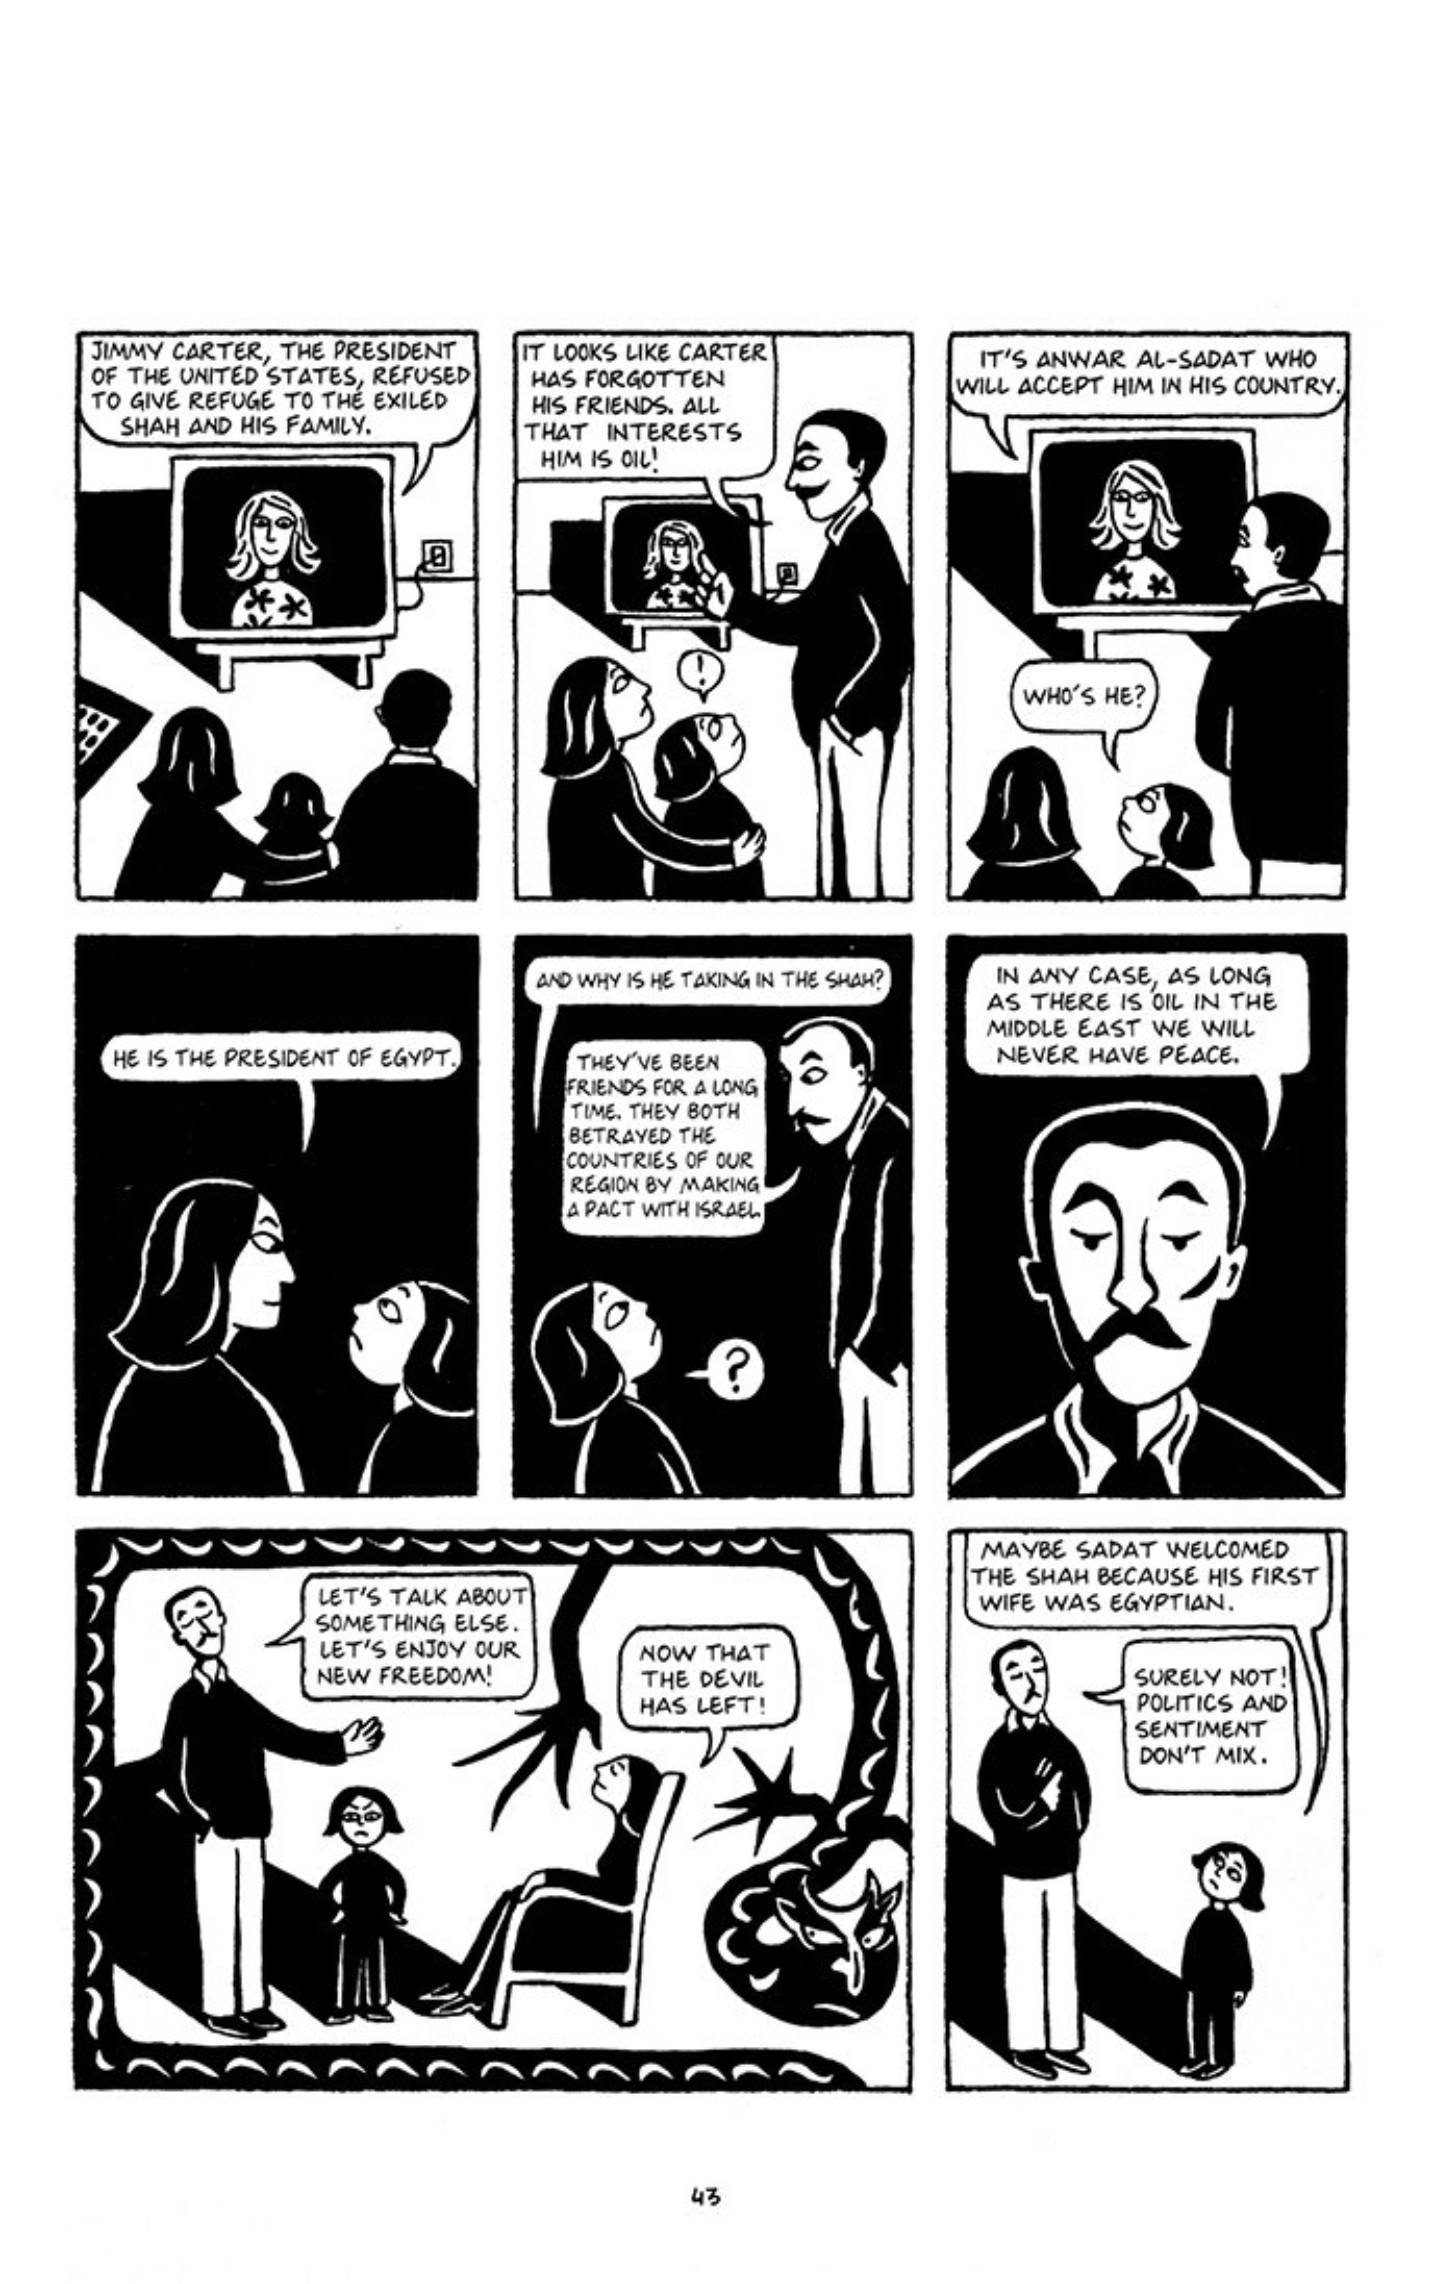 JIMMY CARTER, THE PRESIDENT
OF THE UNITED STATES, REFUSED
TO GIVE REFUGE TO THE EXILED
SHAH AND HIS FAMILY.
IT LOOKS LIKE CARTER
HAS FORGOTTEN
HIS FRIENDS. ALL
THAT INTERESTS
HIM IS OIL!
!
IT'S ANWAR AL-SADAT WHO
WILL ACCEPT HIM IN HIS COUNTRY.
WHO'S HE?
HE IS THE PRESIDENT OF EGYPT.
AND WHY IS HE TAKING IN THE SHAH?
THEY'VE BEEN
FRIENDS FOR A LONG
TIME. THEY BOTH
BETRAYED THE
COUNTRIES OF OUR
REGION BY MAKING
A PACT WITH ISRAEL.
?
IN ANY CASE, AS LONG
AS THERE IS OIL IN THE
MIDDLE EAST WE WILL
NEVER HAVE PEACE.
LET'S TALK ABOUT
SOMETHING ELSE.
LET'S ENJOY OUR
NEW FREEDOM!
NOW THAT
THE DEVIL
HAS LEFT!
MAYBE SADAT WELCOMED
THE SHAH BECAUSE HIS FIRST
WIFE WAS EGYPTIAN.
SURELY NOT!
POLITICS AND
SENTIMENT
DON'T MIX.
43